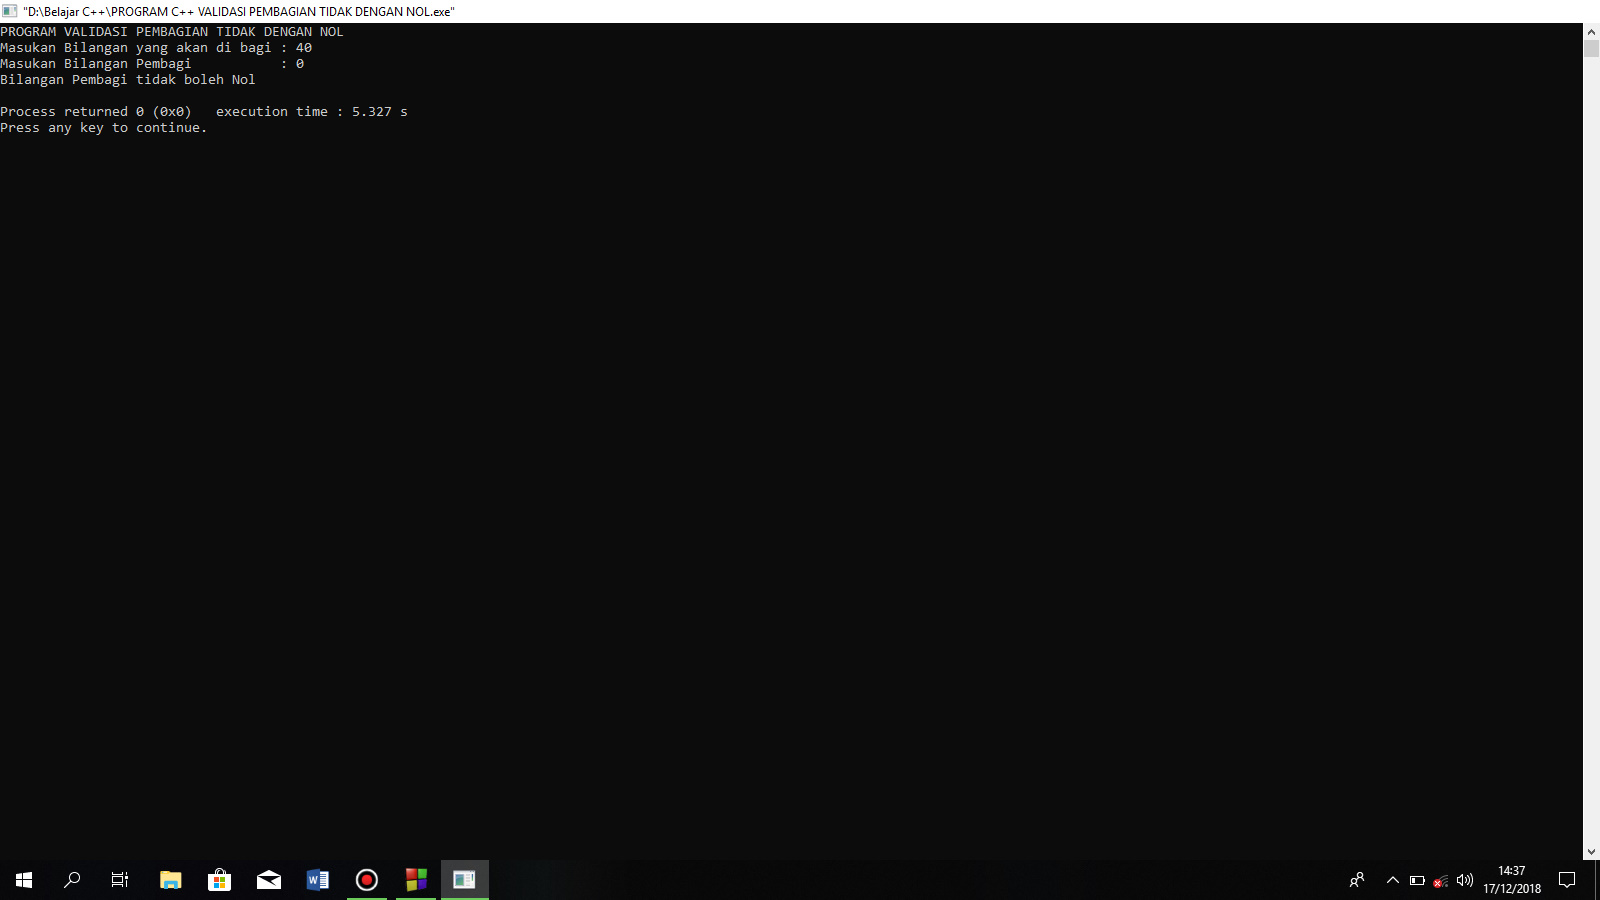 "D:\Belajar C++\PROGRAM C++ VALIDASI PEMBAGIAN TIDAK DENGAN NOL.exe"
PROGRAM VALIDASI PEMBAGIAN TIDAK DENGAN NOL
Masukan Bilangan yang akan di bagi : 40
Masukan Bilangan Pembagi           : 0
Bilangan Pembagi tidak boleh Nol
Process returned 0 (0x0)   execution time : 5.327 s
Press any key to continue.
14:37
17/12/2018